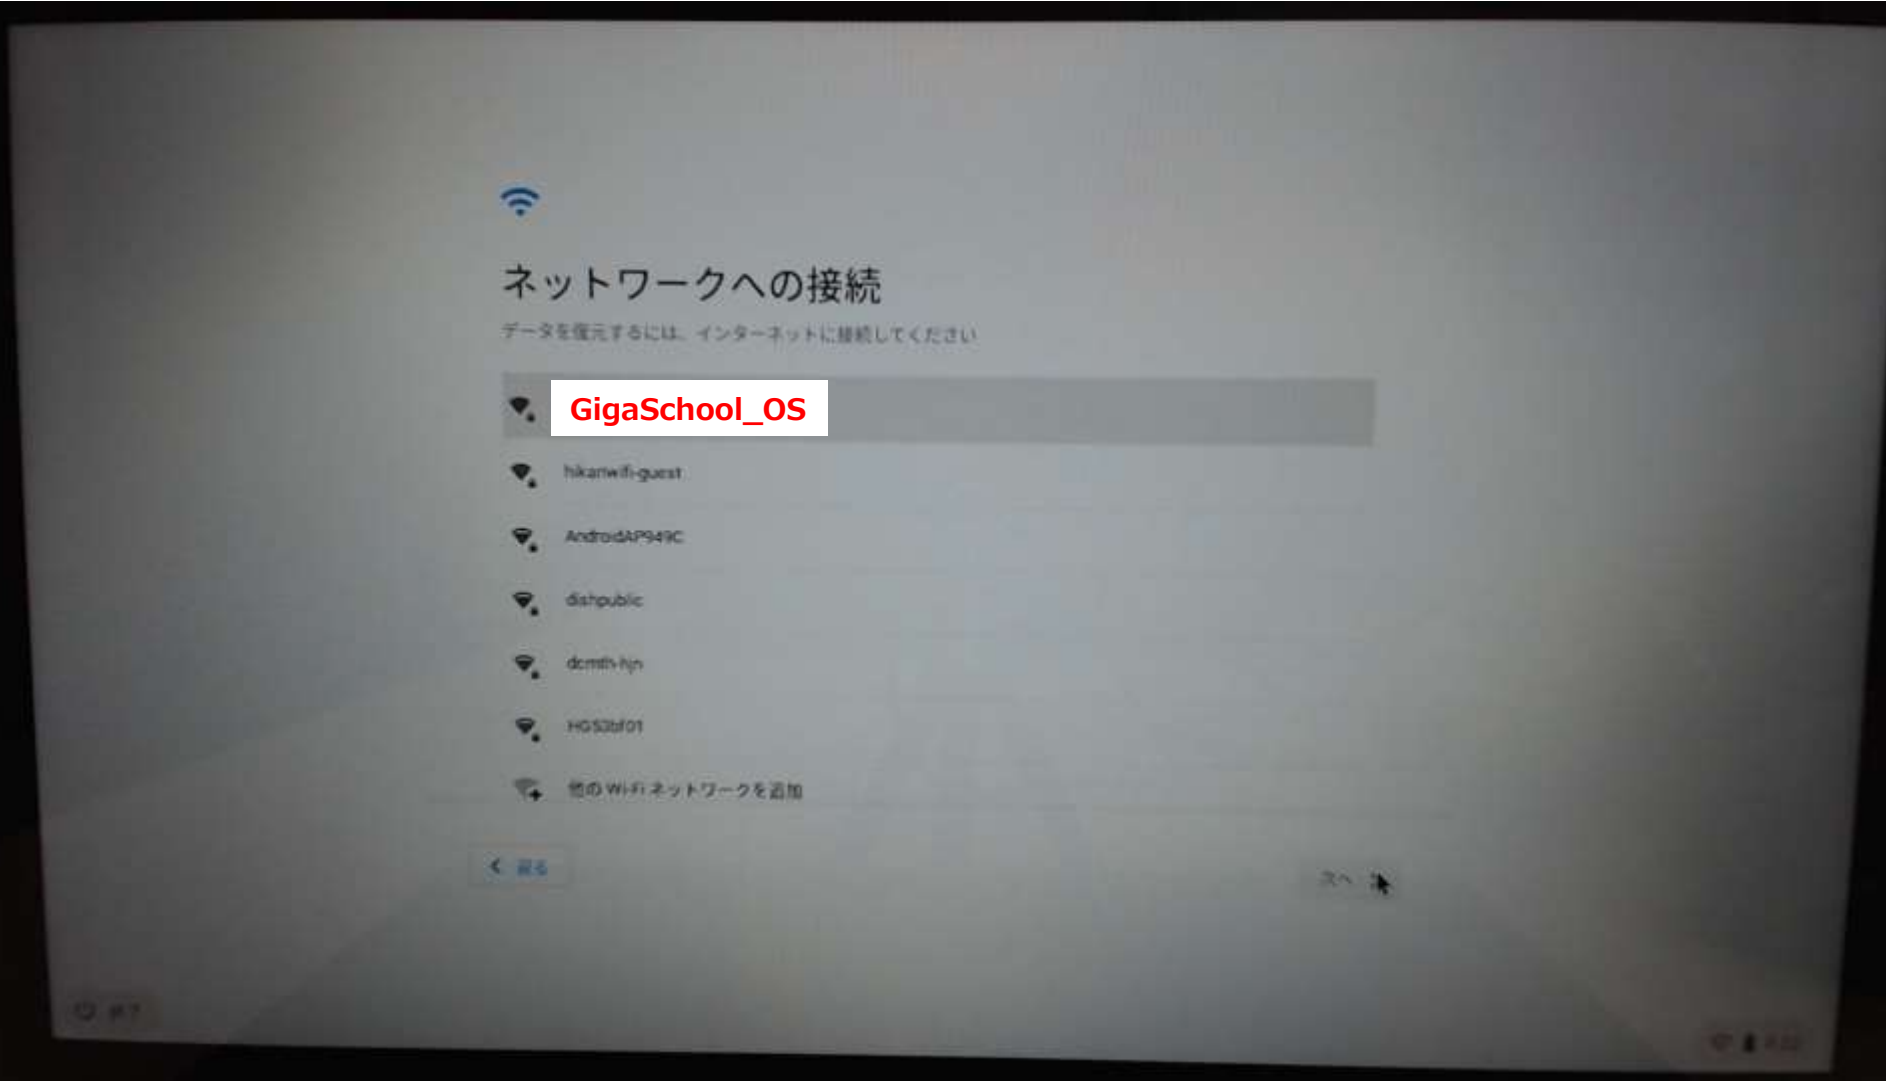 ネットワークへの接続
データを復元するには、インターネットに接続してください
GigaSchool_OS
hikariwifi-guest
AndroidAP949C
dishpublic
HG53bf01
他の Wi-Fi ネットワークを追加
戻る
次へ
終了